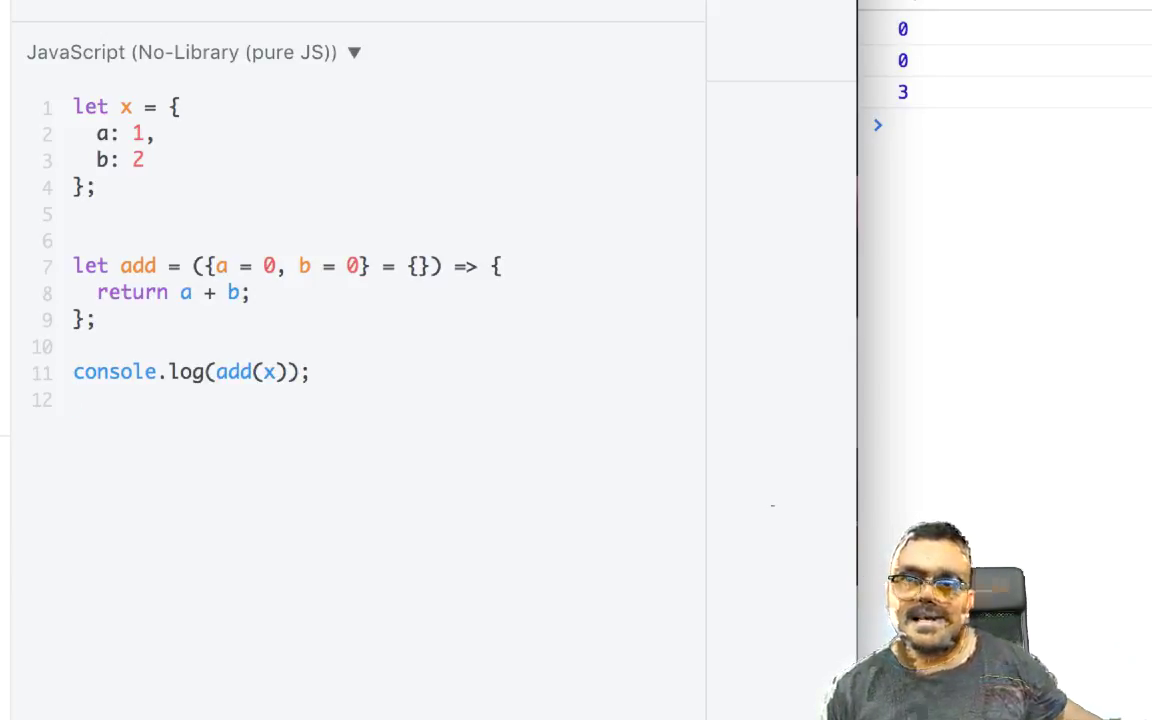 JavaScript (No-Library (pure JS)) ▼
1 let x = {
2 a: 1,
3 b: 2
4 };
5
6
7 let add = ({a = 0, b = 0} = {}) => {
8 return a + b;
9 };
10
11 console.log(add(x));
12
0
0
3
>